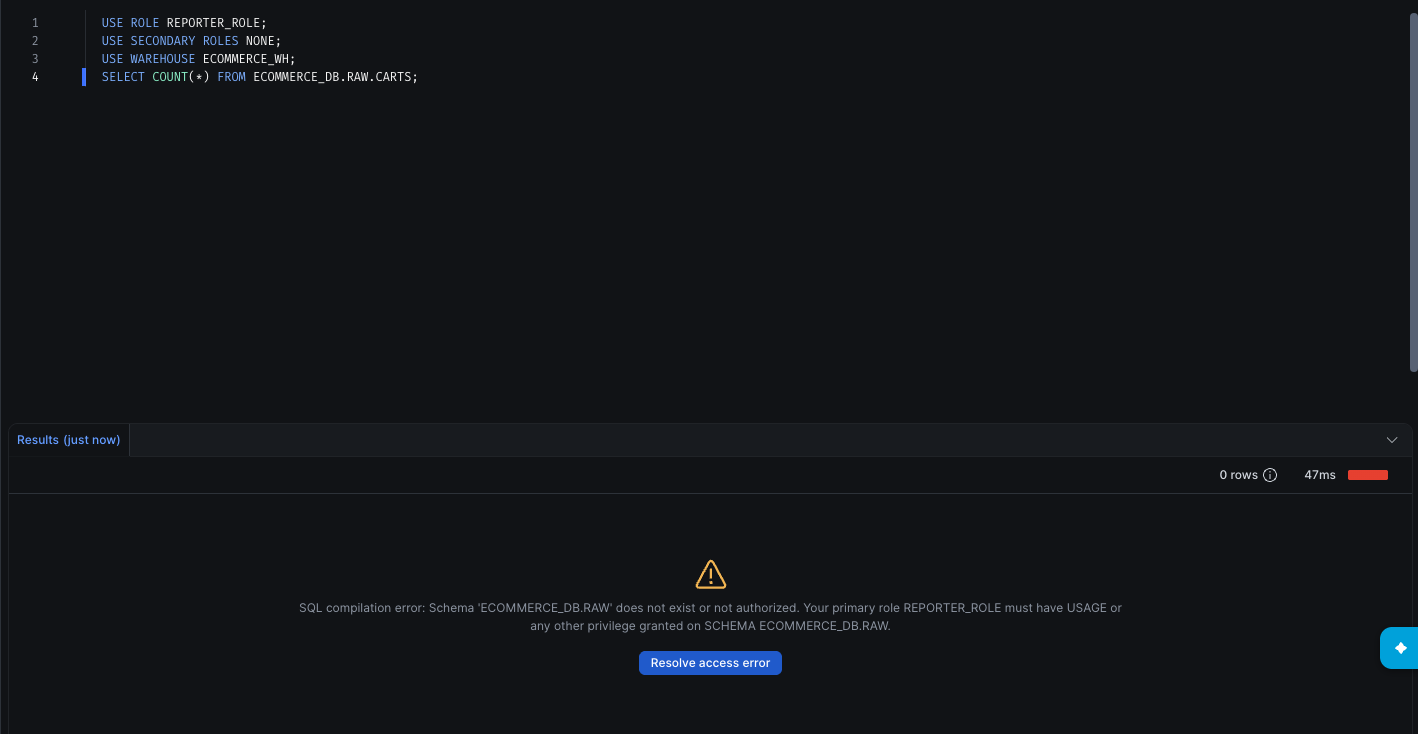 1 USE ROLE REPORTER_ROLE;
2 USE SECONDARY ROLES NONE;
3 USE WAREHOUSE ECOMMERCE_WH;
4 SELECT COUNT(*) FROM ECOMMERCE_DB.RAW.CARTS;
Results (just now)
0 rows 47ms
SQL compilation error: Schema 'ECOMMERCE_DB.RAW' does not exist or not authorized. Your primary role REPORTER_ROLE must have USAGE or
any other privilege granted on SCHEMA ECOMMERCE_DB.RAW.
Resolve access error